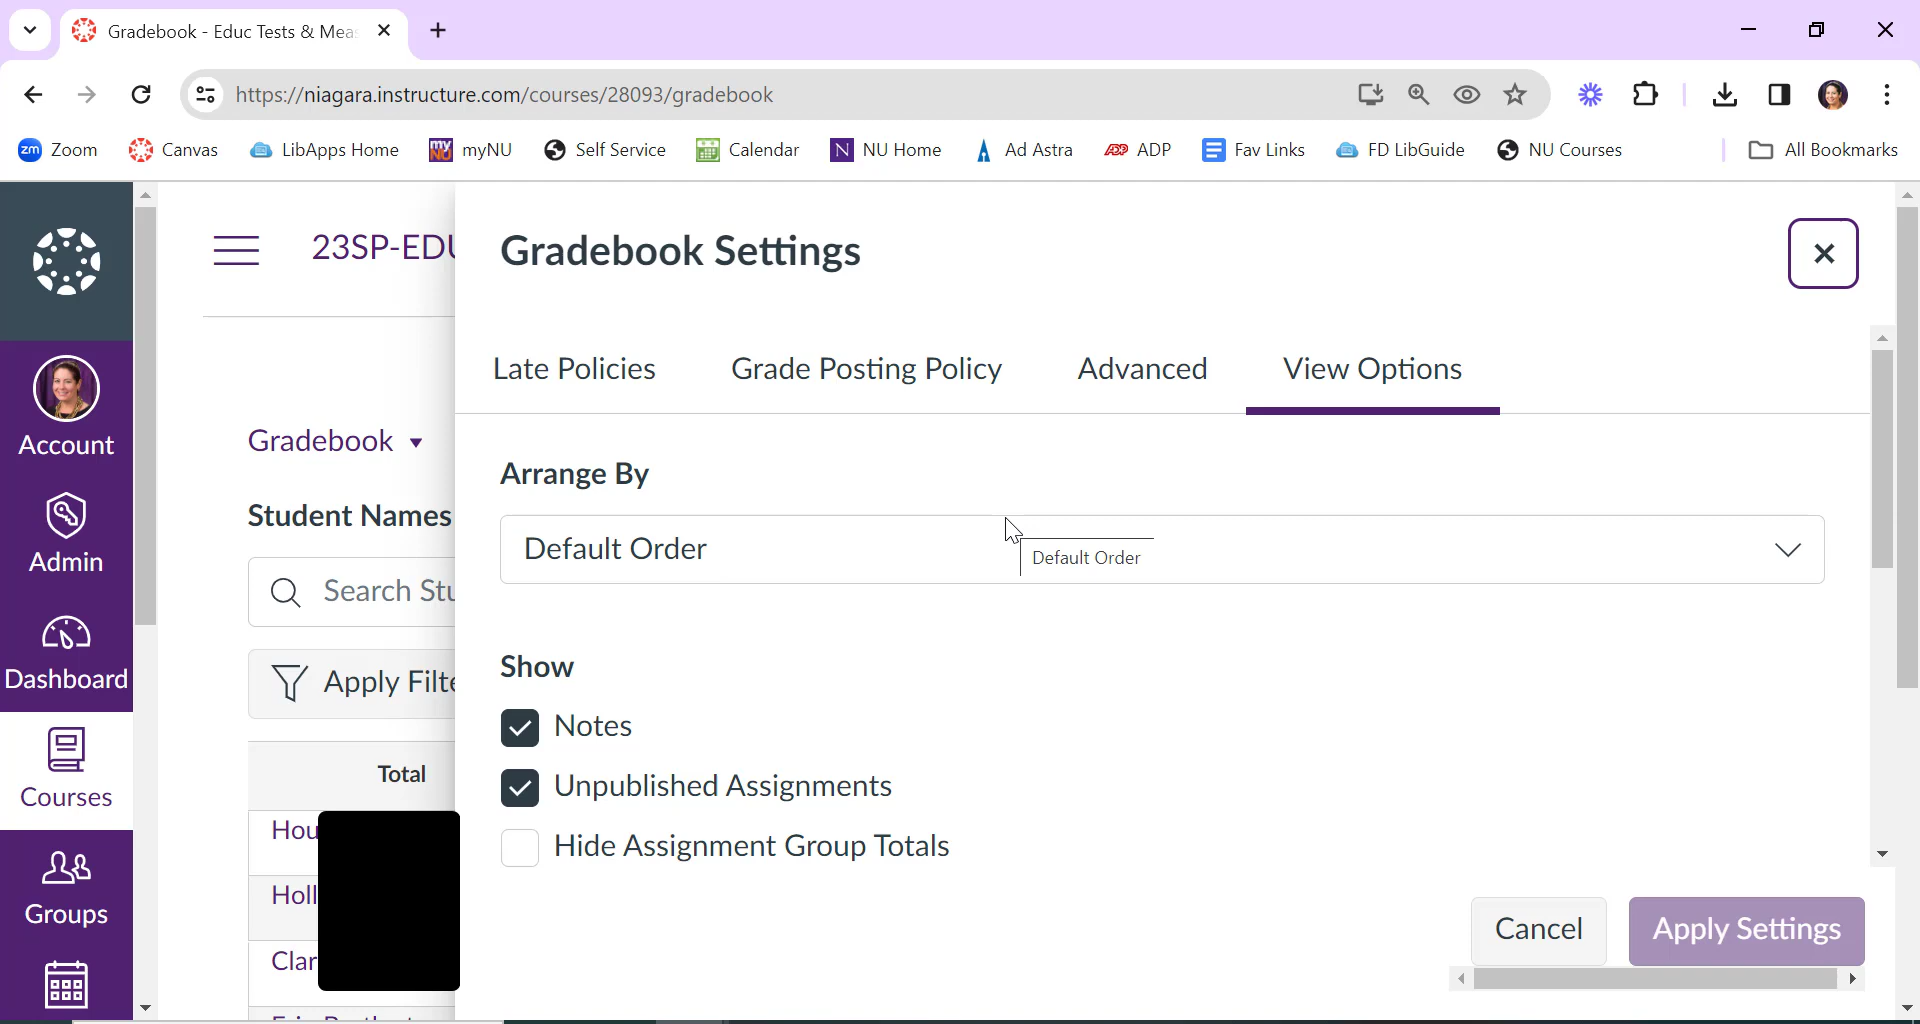 Gradebook - Educ Tests & Mea
https://niagara.instructure.com/courses/28093/gradebook
zm Zoom
Canvas
LibApps Home
my NU myNU
Self Service
Calendar
N NU Home
Ad Astra
ADP ADP
Fav Links
FD LibGuide
NU Courses
All Bookmarks
Account
Admin
Dashboard
Courses
Groups
23SP-EDU
Gradebook
Student Names
Search Stu
Apply Filte
Total
Hou
Holl
Clar
Gradebook Settings
Late Policies
Grade Posting Policy
Advanced
View Options
Arrange By
Default Order
Default Order
Show
Notes
Unpublished Assignments
Hide Assignment Group Totals
Cancel
Apply Settings